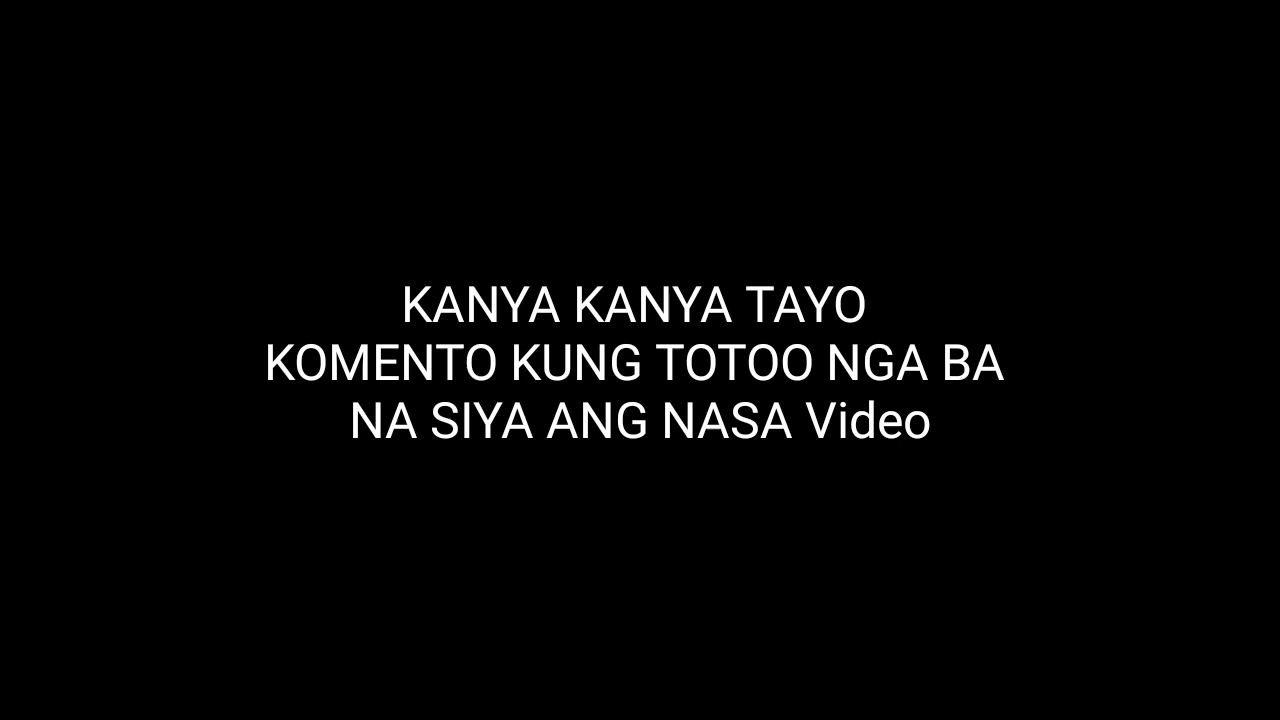 KANYA KANYA TAYO
KOMENTO KUNG TOTOO NGA BA
NA SIYA ANG NASA Video